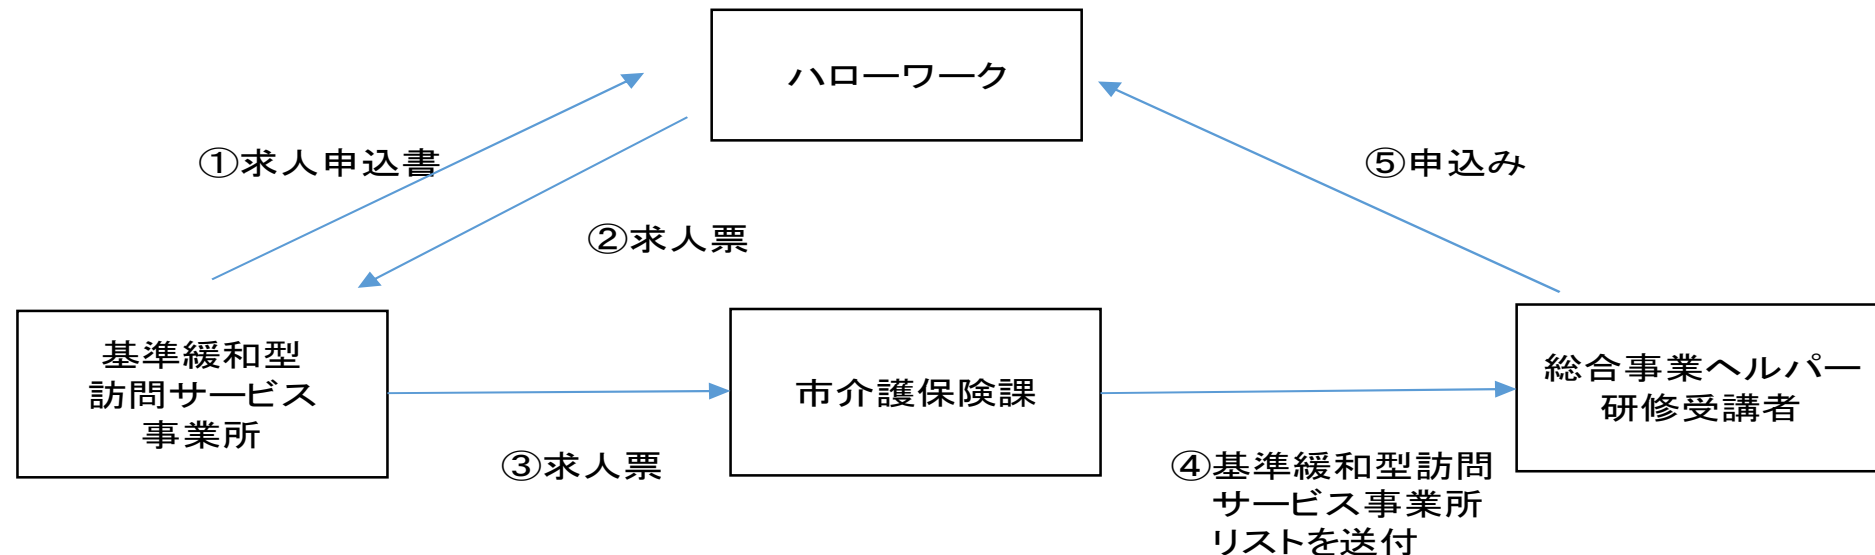 ハローワーク
①求人申込書
⑤申込み
②求人票
基準緩和型
訪問サービス
事業所
市介護保険課
総合事業ヘルパー
研修受講者
③求人票
④基準緩和型訪問
サービス事業所
リストを送付